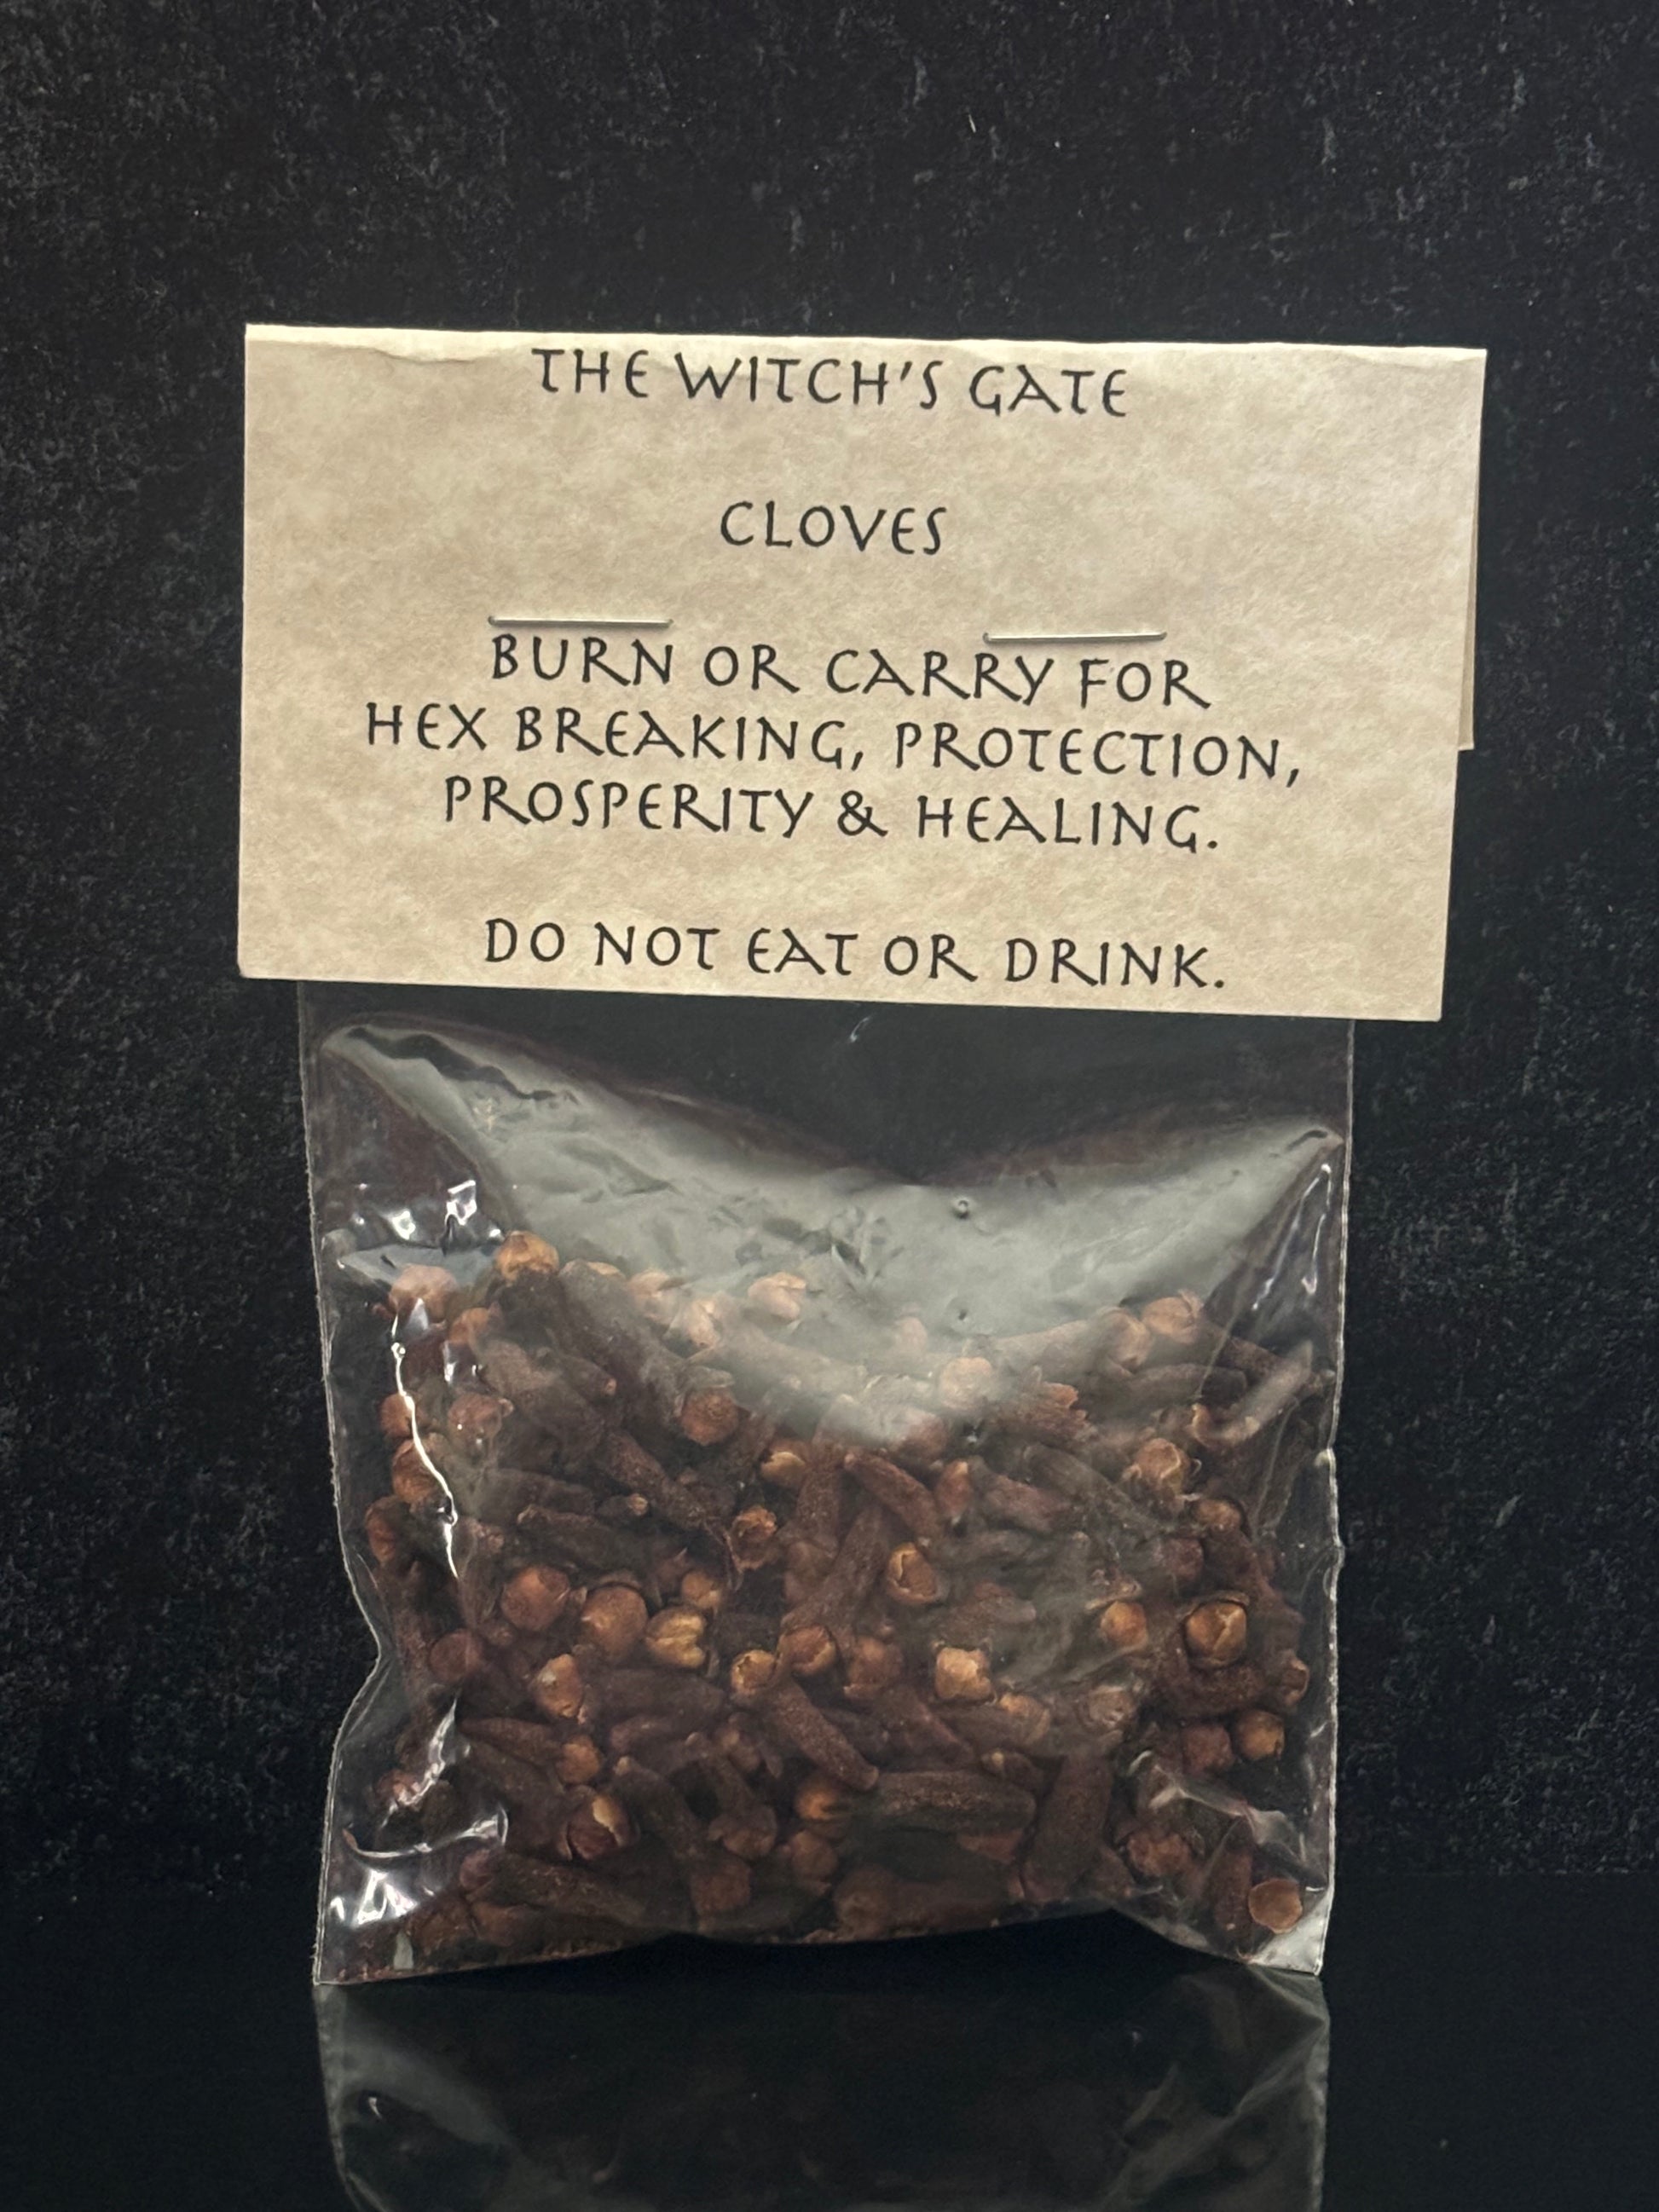 THE WITCH'S GATE
CLOVES
BURN OR CARRY FOR
HEX BREAKING, PROTECTION,
PROSPERITY & HEALING.
DO NOT EAT OR DRINK.